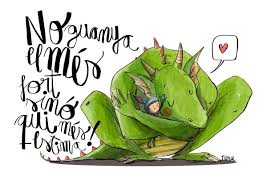 No guanya
el més
fort
sinó
qui més
estima!